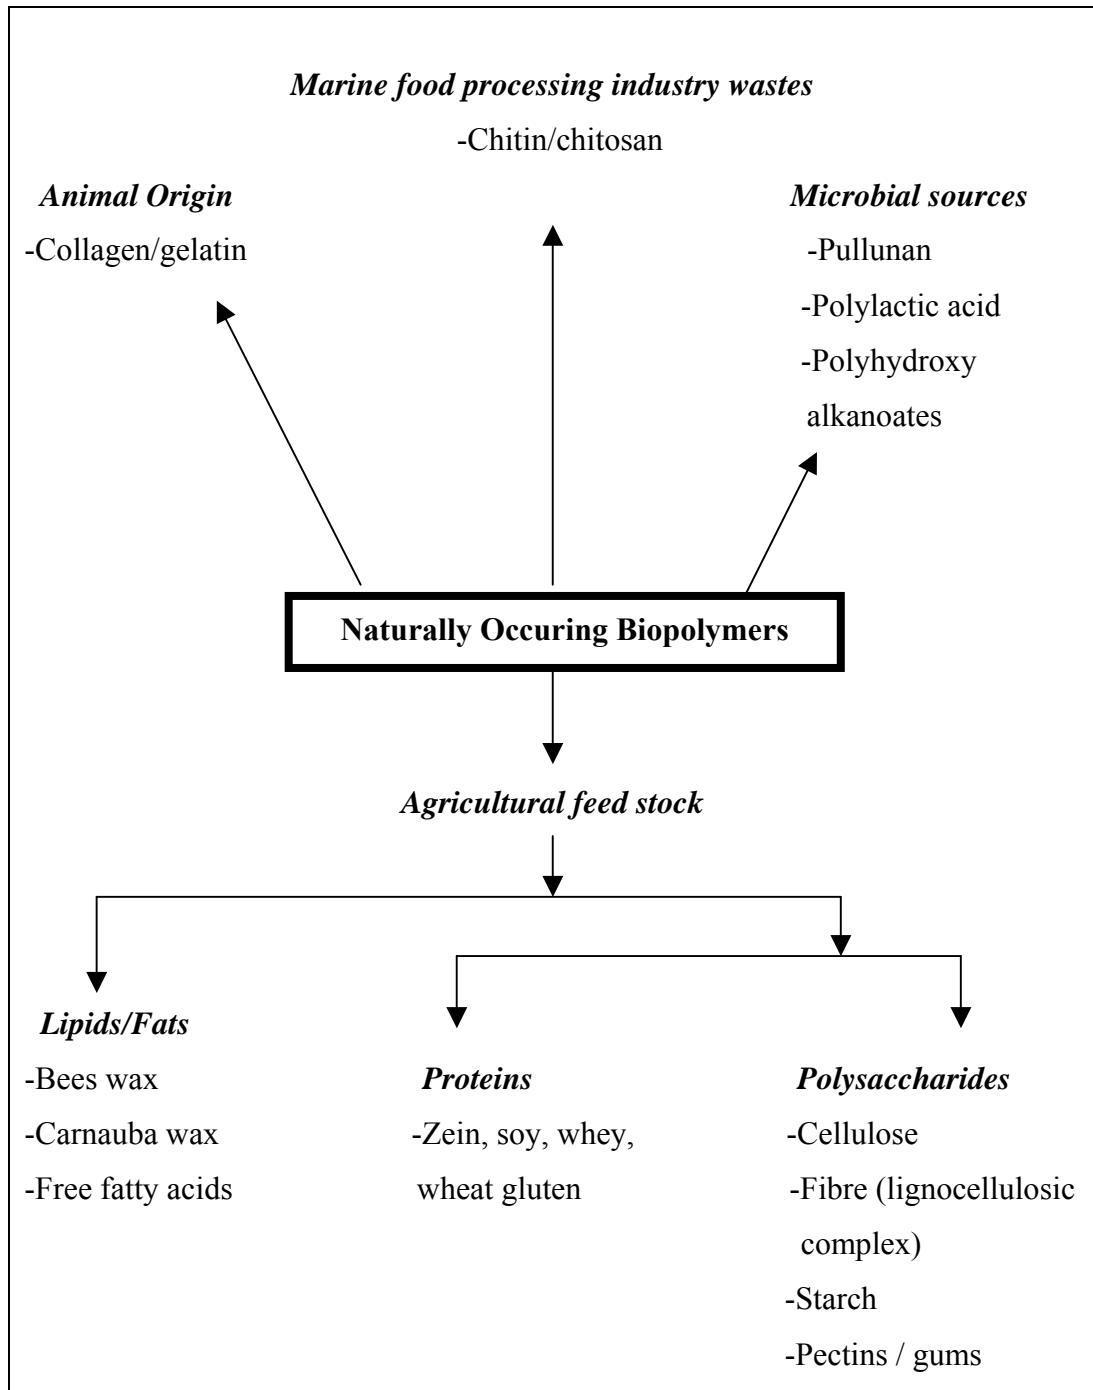 Marine food processing industry wastes
-Chitin/chitosan
Animal Origin
-Collagen/gelatin
Microbial sources
-Pullunan
-Polylactic acid
-Polyhydroxy
alkanoates
Naturally Occuring Biopolymers
Agricultural feed stock
Lipids/Fats
-Bees wax
-Carnauba wax
-Free fatty acids
Proteins
-Zein, soy, whey,
wheat gluten
Polysaccharides
-Cellulose
-Fibre (lignocellulosic
complex)
-Starch
-Pectins / gums